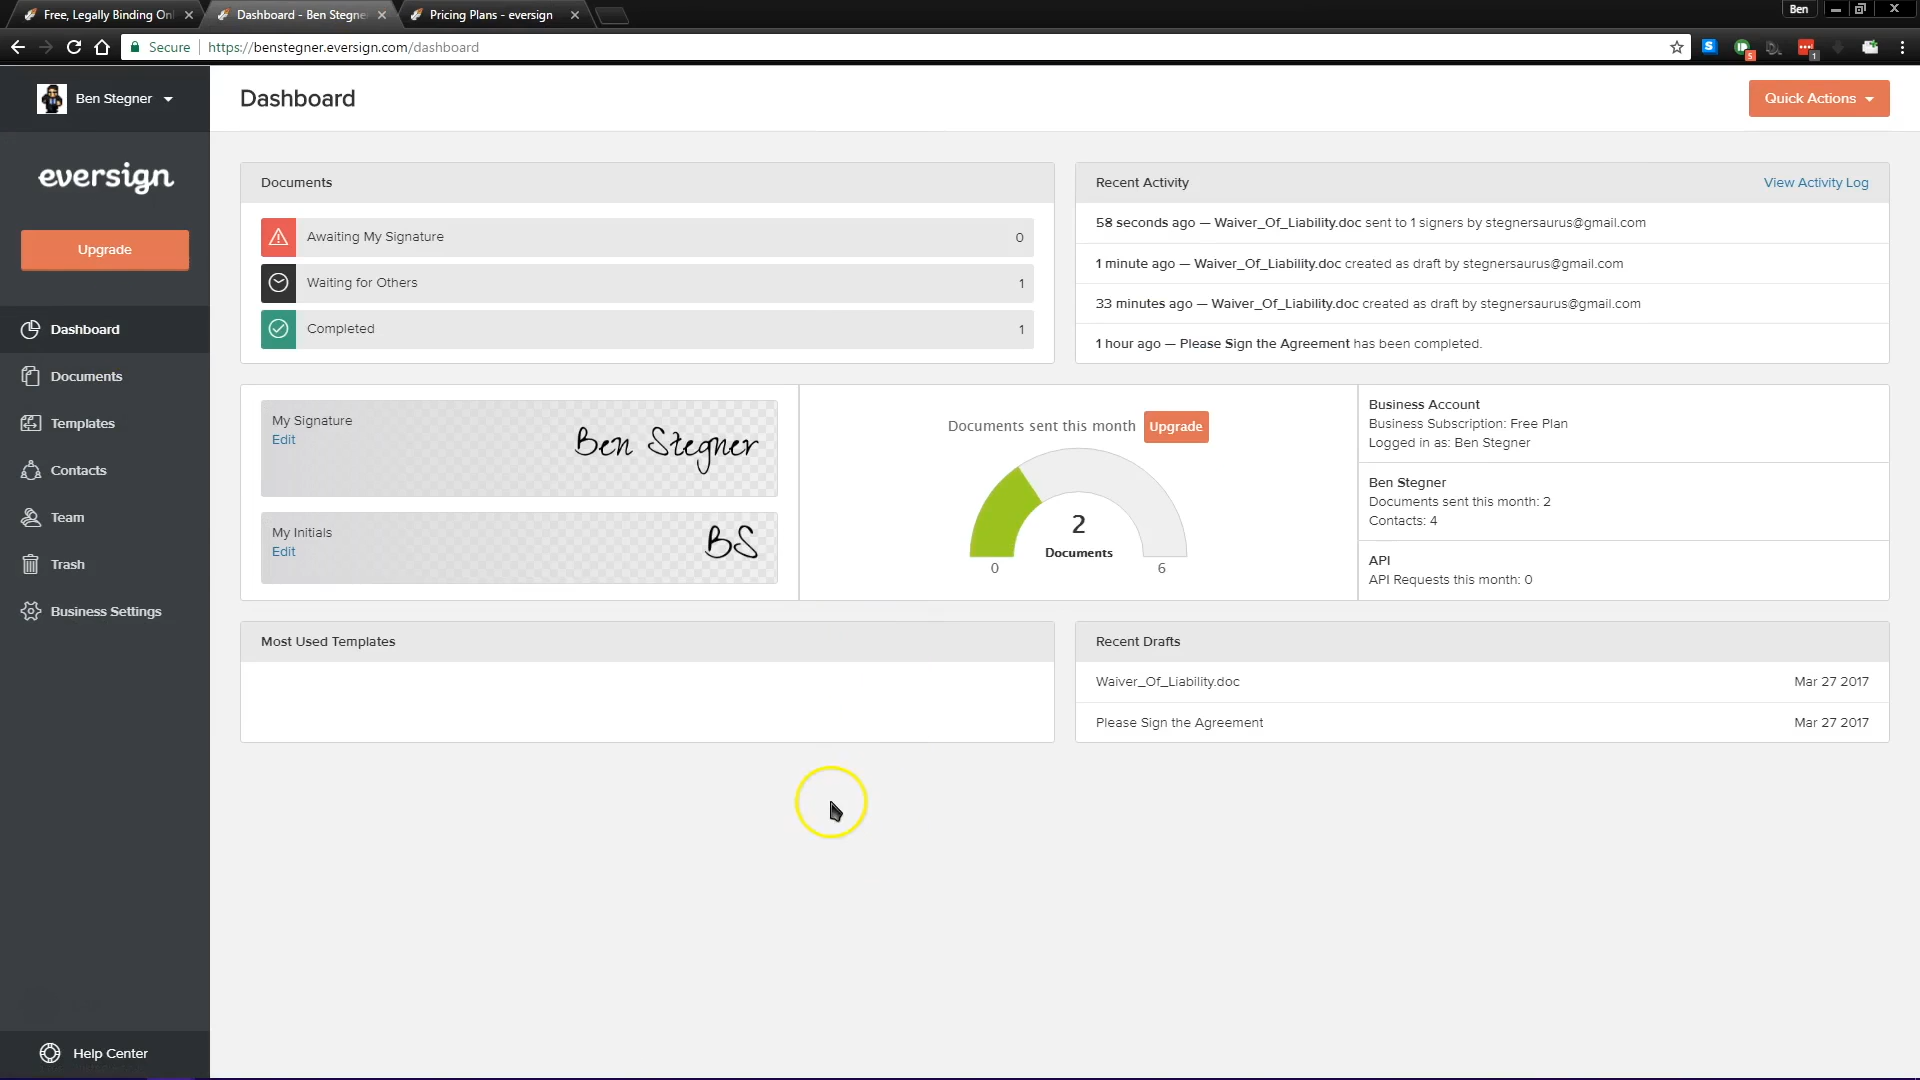 Free, Legally Binding Onl
Dashboard - Ben Stegne
Pricing Plans - eversign
Ben
Secure
https://benstegner.eversign.com/dashboard
Ben Stegner
Dashboard
Quick Actions
eversign
Upgrade
Dashboard
Documents
Templates
Contacts
Team
Trash
Business Settings
Help Center
Documents
Awaiting My Signature 0
Waiting for Others 1
Completed 1
Recent Activity View Activity Log
58 seconds ago — Waiver_Of_Liability.doc sent to 1 signers by stegnersaurus@gmail.com
1 minute ago — Waiver_Of_Liability.doc created as draft by stegnersaurus@gmail.com
33 minutes ago — Waiver_Of_Liability.doc created as draft by stegnersaurus@gmail.com
1 hour ago — Please Sign the Agreement has been completed.
My Signature
Edit
Ben Stegner
My Initials
Edit
BS
Documents sent this month Upgrade
2
Documents
0 6
Business Account
Business Subscription: Free Plan
Logged in as: Ben Stegner
Ben Stegner
Documents sent this month: 2
Contacts: 4
API
API Requests this month: 0
Most Used Templates
Recent Drafts
Waiver_Of_Liability.doc Mar 27 2017
Please Sign the Agreement Mar 27 2017